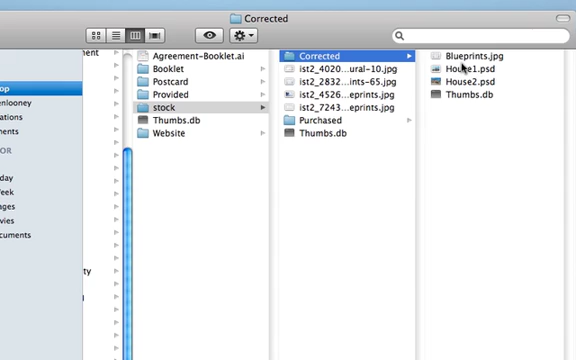 Corrected
ment
op
enlooney
ations
ments
OR
day
eek
ages
vies
cuments
ty
Agreement-Booklet.ai
Booklet
Postcard
Provided
stock
Thumbs.db
Website
Corrected
ist2_4020...ural-10.jpg
ist2_2832...ints-65.jpg
ist2_4526...eprints.jpg
ist2_7243...eprints.jpg
Purchased
Thumbs.db
Blueprints.jpg
House1.psd
House2.psd
Thumbs.db